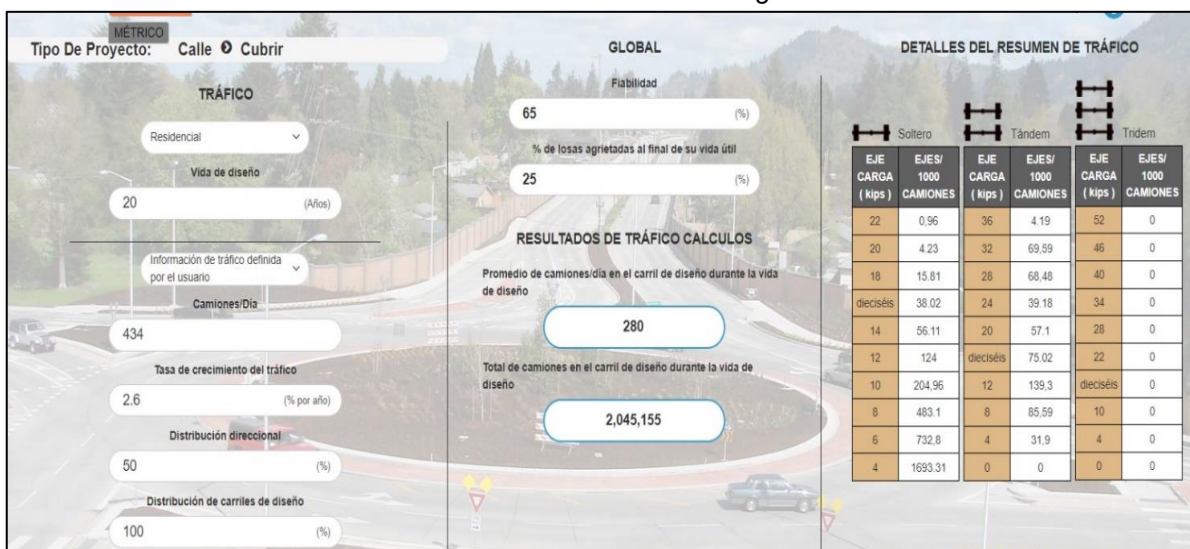 MÉTRICO
Tipo De Proyecto: Calle Cubrir
TRÁFICO
Residencial
Vida de diseño
20 (Años)
Información de tráfico definida
por el usuario
Camiones/Día
434
Tasa de crecimiento del tráfico
2.6 (% por año)
Distribución direccional
50 (%)
Distribución de carriles de diseño
100 (%)
GLOBAL
Fiabilidad
65 (%)
% de losas agrietadas al final de su vida útil
25 (%)
RESULTADOS DE TRÁFICO CALCULOS
Promedio de camiones/día en el carril de diseño durante la vida
de diseño
280
Total de camiones en el carril de diseño durante la vida de
diseño
2,045,155
DETALLES DEL RESUMEN DE TRÁFICO
Soltero Tándem Tridem
EJE EJES/ EJE EJES/ EJE EJES/
CARGA 1000 CARGA 1000 CARGA 1000
( kips ) CAMIONES ( kips ) CAMIONES ( kips ) CAMIONES
22 0,96 36 4.19 52 0
20 4.23 32 69,59 46 0
18 15.81 28 68,48 40 0
dieciséis 38.02 24 39.18 34 0
14 56.11 20 57.1 28 0
12 124 dieciséis 75.02 22 0
10 204,96 12 139,3 dieciséis 0
8 483.1 8 85,59 10 0
6 732,8 4 31,9 4 0
4 1693.31 0 0 0 0